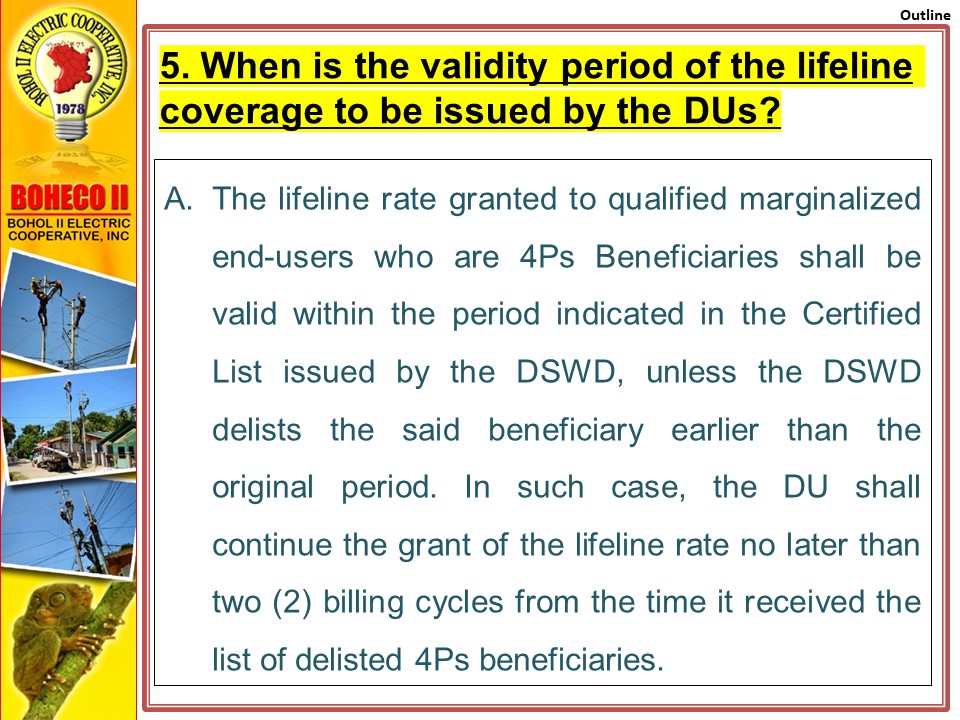 Outline
BOHOL II ELECTRIC COOPERATIVE, INC.
1978
BOHECO II
BOHOL II ELECTRIC
COOPERATIVE, INC
5. When is the validity period of the lifeline
coverage to be issued by the DUs?
A. The lifeline rate granted to qualified marginalized
end-users who are 4Ps Beneficiaries shall be
valid within the period indicated in the Certified
List issued by the DSWD, unless the DSWD
delists the said beneficiary earlier than the
original period. In such case, the DU shall
continue the grant of the lifeline rate no later than
two (2) billing cycles from the time it received the
list of delisted 4Ps beneficiaries.